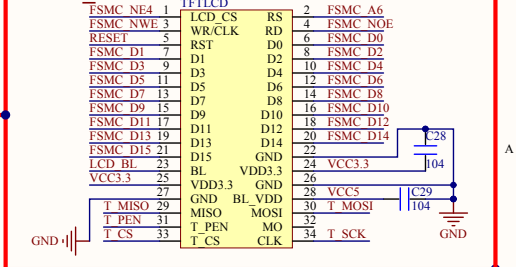 TFTLCD
FSMC_NE4 1 LCD_CS RS 2 FSMC_A6
FSMC_NWE 3 WR/CLK RD 4 FSMC_NOE
RESET 5 RST D0 6 FSMC_D0
FSMC_D1 7 D1 D2 8 FSMC_D2
FSMC_D3 9 D3 D4 10 FSMC_D4
FSMC_D5 11 D5 D6 12 FSMC_D6
FSMC_D7 13 D7 D8 14 FSMC_D8
FSMC_D9 15 D9 D10 16 FSMC_D10
FSMC_D11 17 D11 D12 18 FSMC_D12
FSMC_D13 19 D13 D14 20 FSMC_D14 C28
FSMC_D15 21 D15 GND 22 A
LCD_BL 23 BL VDD3.3 24 VCC3.3 104
VCC3.3 25 VDD3.3 GND 26
27 GND BL_VDD 28 VCC5 C29
T_MISO 29 MISO MOSI 30 T_MOSI 104
T_PEN 31 T_PEN MO 32
GND T_CS 33 T_CS CLK 34 T_SCK GND